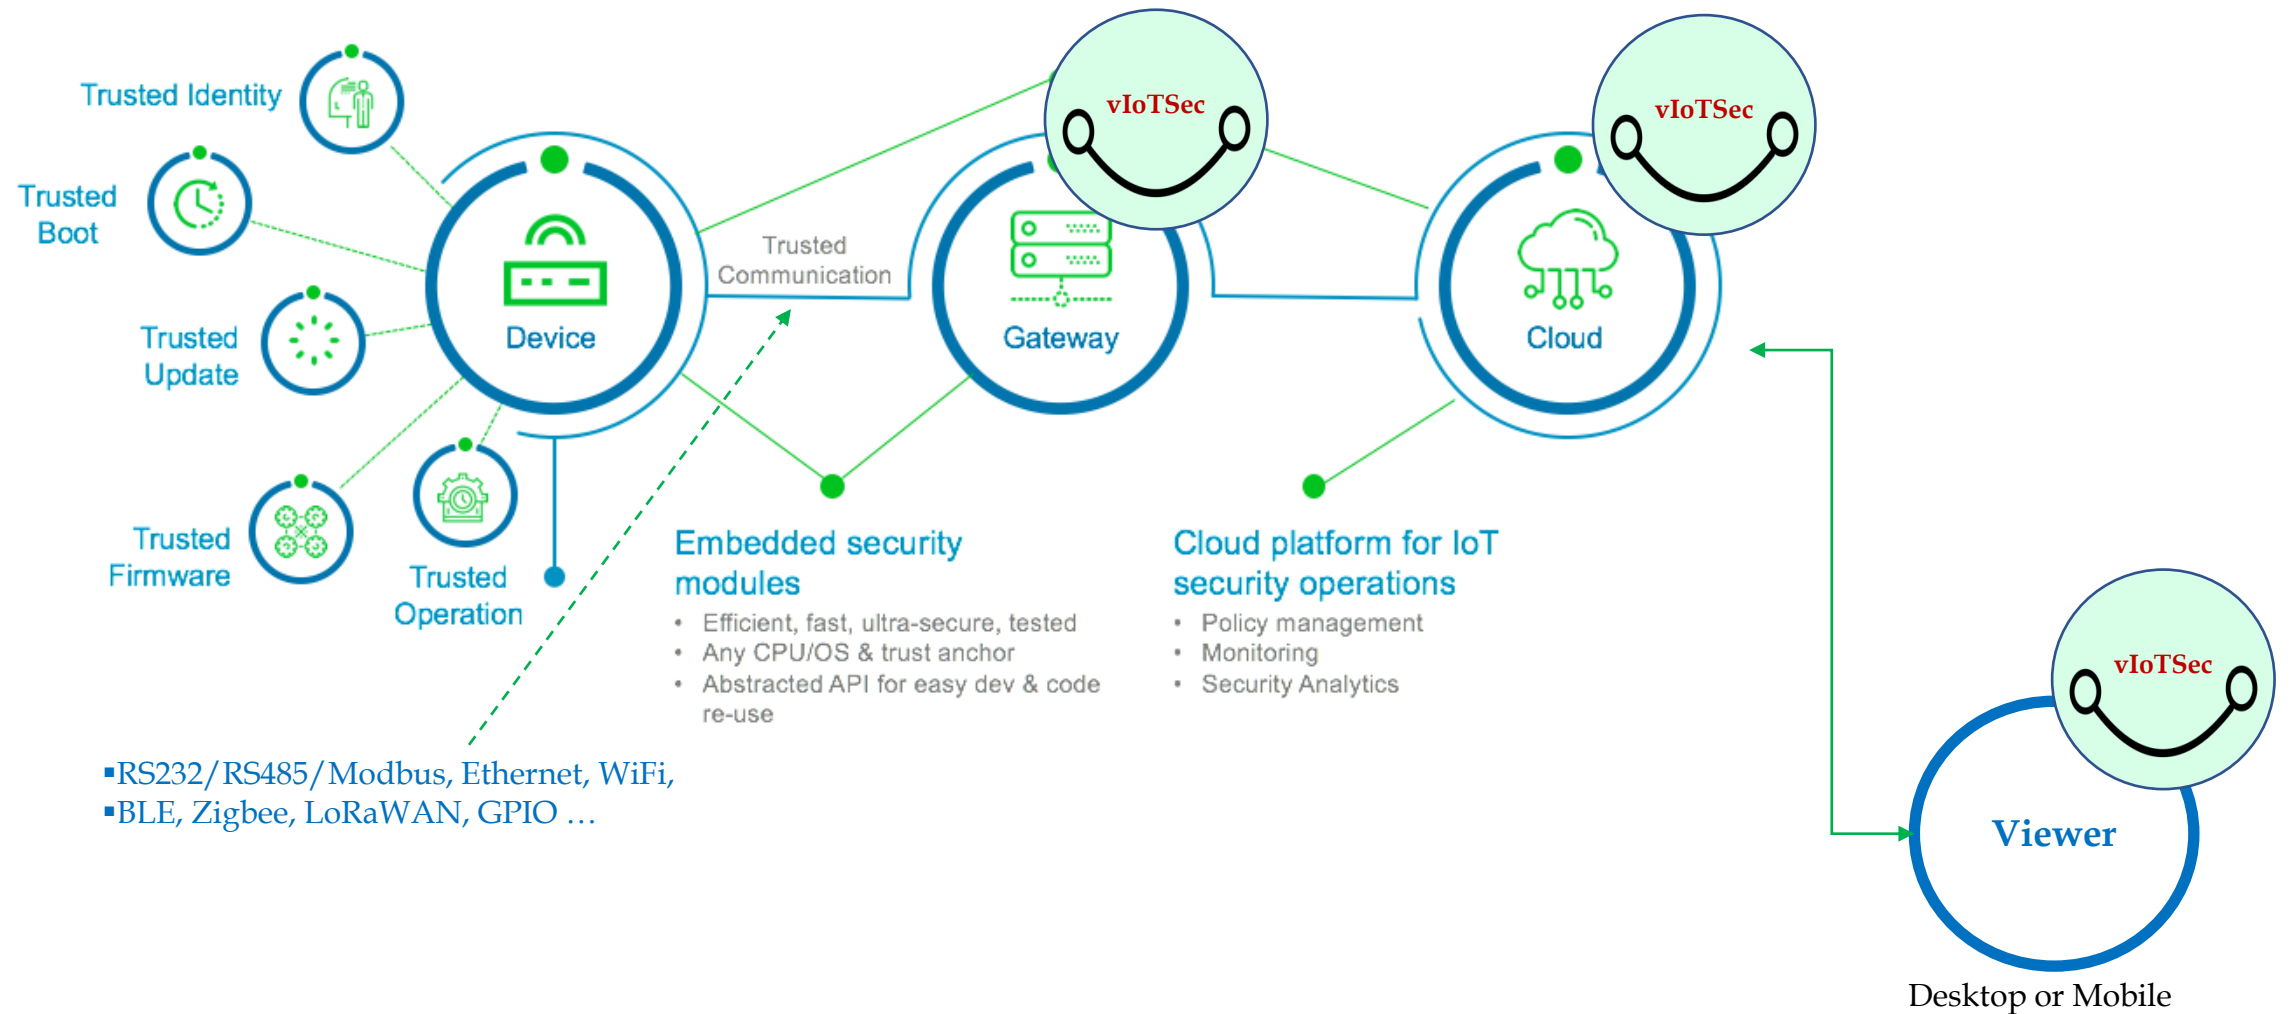 vIoTSec
vIoTSec
Trusted Identity
Trusted
Boot
Trusted
Communication
Trusted
Update
Device
Gateway
Cloud
Trusted
Firmware
Trusted
Operation
Embedded security
modules
• Efficient, fast, ultra-secure, tested
• Any CPU/OS & trust anchor
• Abstracted API for easy dev & code
re-use
Cloud platform for IoT
security operations
• Policy management
• Monitoring
• Security Analytics
▪RS232/RS485/Modbus, Ethernet, WiFi,
▪BLE, Zigbee, LoRaWAN, GPIO …
vIoTSec
Viewer
Desktop or Mobile